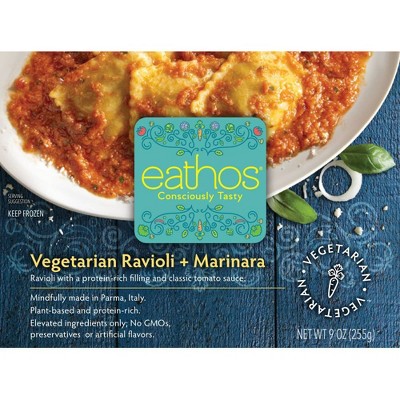 eathos®
Consciously Tasty
SERVING
SUGGESTION
KEEP FROZEN
Vegetarian Ravioli + Marinara
Ravioli with a protein-rich filling and classic tomato sauce.
Mindfully made in Parma, Italy.
Plant-based and protein-rich.
Elevated ingredients only; No GMOs,
preservatives or artificial flavors.
• VEGETARIAN • VEGETARIAN
NET WT 9 OZ (255g)